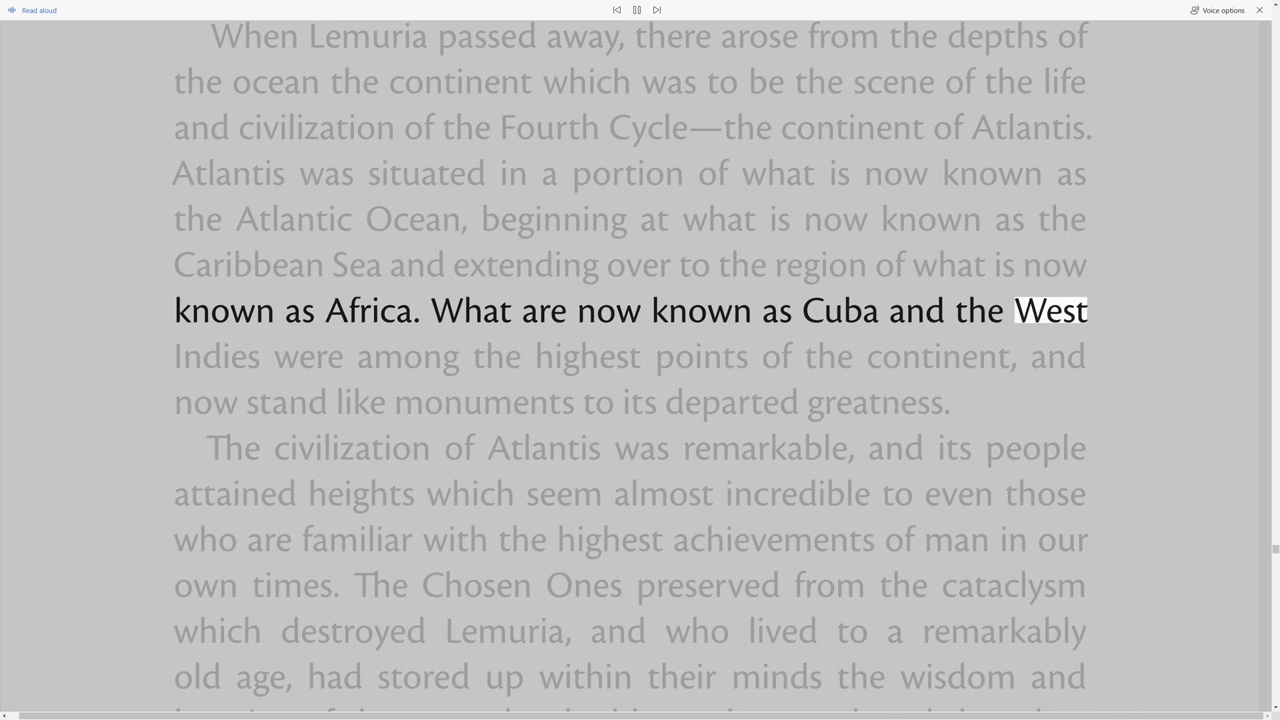 Read aloud
Voice options
When Lemuria passed away, there arose from the depths of
the ocean the continent which was to be the scene of the life
and civilization of the Fourth Cycle—the continent of Atlantis.
Atlantis was situated in a portion of what is now known as
the Atlantic Ocean, beginning at what is now known as the
Caribbean Sea and extending over to the region of what is now
known as Africa. What are now known as Cuba and the West
Indies were among the highest points of the continent, and
now stand like monuments to its departed greatness.
The civilization of Atlantis was remarkable, and its people
attained heights which seem almost incredible to even those
who are familiar with the highest achievements of man in our
own times. The Chosen Ones preserved from the cataclysm
which destroyed Lemuria, and who lived to a remarkably
old age, had stored up within their minds the wisdom and